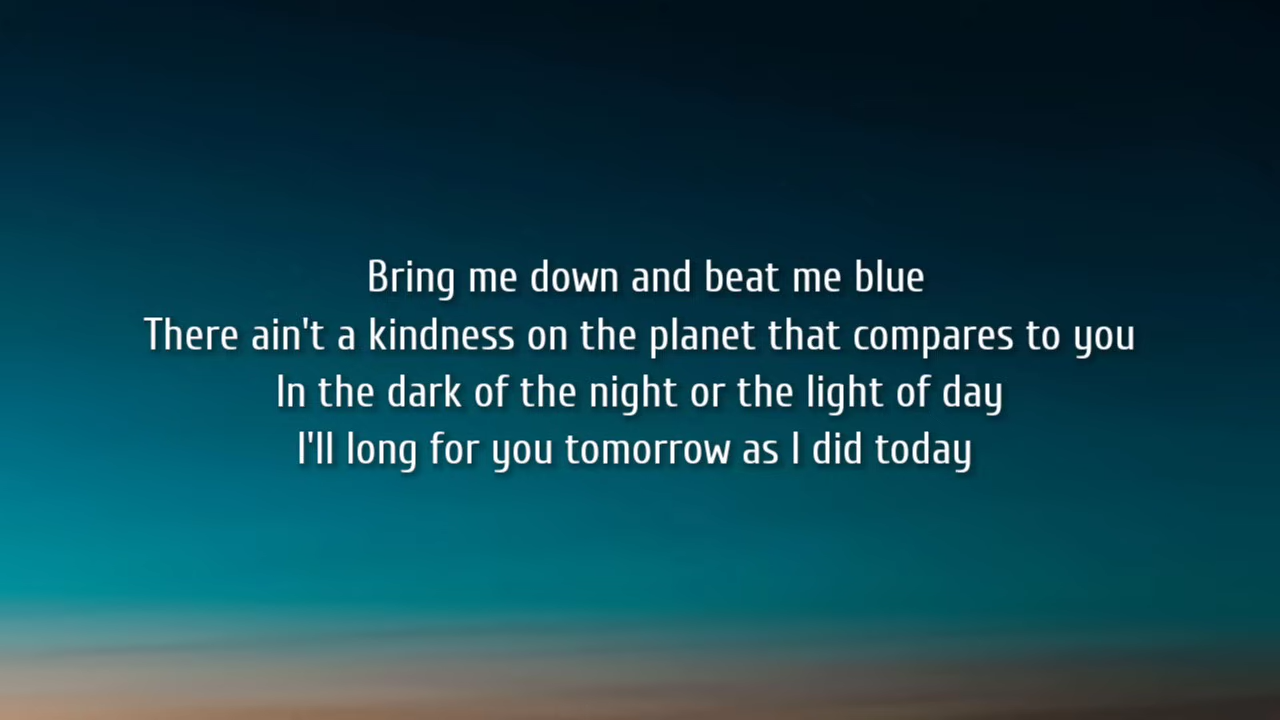 Bring me down and beat me blue
There ain't a kindness on the planet that compares to you
In the dark of the night or the light of day
I'll long for you tomorrow as I did today